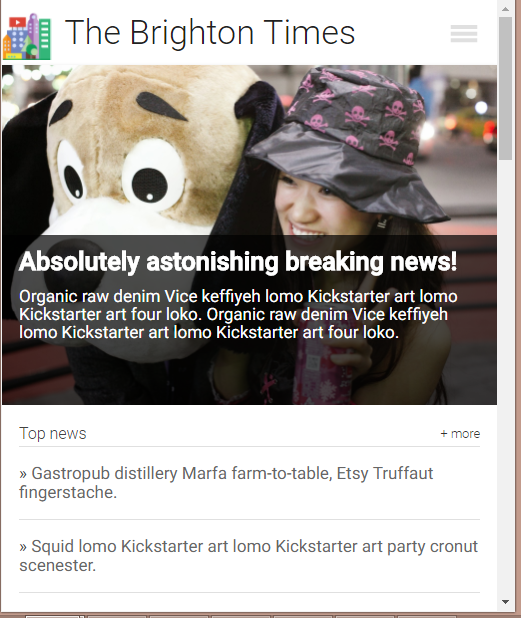 The Brighton Times
Absolutely astonishing breaking news!
Organic raw denim Vice keffiyeh lomo Kickstarter art lomo
Kickstarter art four loko. Organic raw denim Vice keffiyeh
lomo Kickstarter art lomo Kickstarter art four loko.
Top news
+ more
» Gastropub distillery Marfa farm-to-table, Etsy Truffaut
fingerstache.
» Squid lomo Kickstarter art lomo Kickstarter art party cronut
scenester.